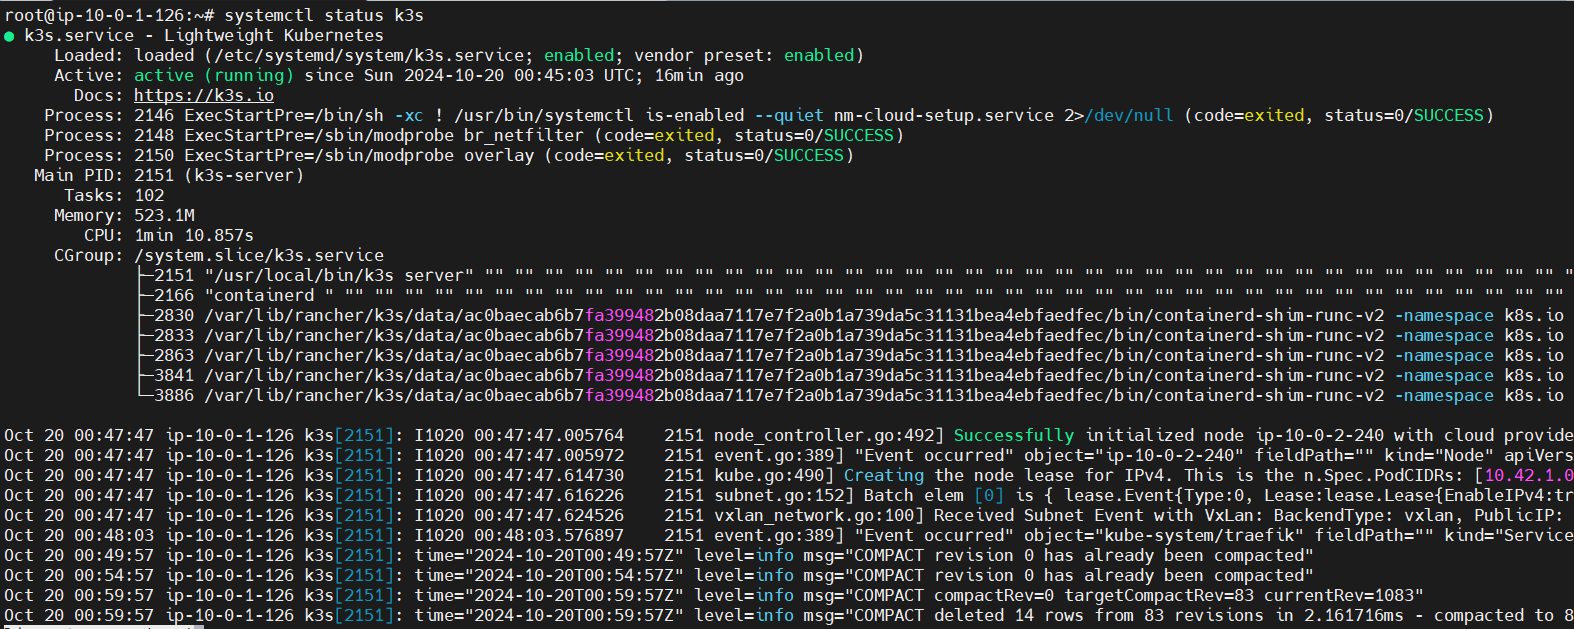 root@ip-10-0-1-126:~# systemctl status k3s
● k3s.service - Lightweight Kubernetes
     Loaded: loaded (/etc/systemd/system/k3s.service; enabled; vendor preset: enabled)
     Active: active (running) since Sun 2024-10-20 00:45:03 UTC; 16min ago
       Docs: https://k3s.io
    Process: 2146 ExecStartPre=/bin/sh -xc ! /usr/bin/systemctl is-enabled --quiet nm-cloud-setup.service 2>/dev/null (code=exited, status=0/SUCCESS)
    Process: 2148 ExecStartPre=/sbin/modprobe br_netfilter (code=exited, status=0/SUCCESS)
    Process: 2150 ExecStartPre=/sbin/modprobe overlay (code=exited, status=0/SUCCESS)
   Main PID: 2151 (k3s-server)
      Tasks: 102
     Memory: 523.1M
        CPU: 1min 10.857s
     CGroup: /system.slice/k3s.service
             ├─2151 "/usr/local/bin/k3s server" "" "" "" "" "" "" "" "" "" "" "" "" "" "" "" "" "" "" "" "" "" "" "" "" "" "" "" "" "" "" "" "" "" "" "" "" "
             ├─2166 "containerd " "" "" "" "" "" "" "" "" "" "" "" "" "" "" "" "" "" "" "" "" "" "" "" "" "" "" "" "" "" "" "" "" "" "" "" "" "" "" "" "" ""
             ├─2830 /var/lib/rancher/k3s/data/ac0baecab6b7fa399482b08daa7117e7f2a0b1a739da5c31131bea4ebfaedfec/bin/containerd-shim-runc-v2 -namespace k8s.io
             ├─2833 /var/lib/rancher/k3s/data/ac0baecab6b7fa399482b08daa7117e7f2a0b1a739da5c31131bea4ebfaedfec/bin/containerd-shim-runc-v2 -namespace k8s.io
             ├─2863 /var/lib/rancher/k3s/data/ac0baecab6b7fa399482b08daa7117e7f2a0b1a739da5c31131bea4ebfaedfec/bin/containerd-shim-runc-v2 -namespace k8s.io
             ├─3841 /var/lib/rancher/k3s/data/ac0baecab6b7fa399482b08daa7117e7f2a0b1a739da5c31131bea4ebfaedfec/bin/containerd-shim-runc-v2 -namespace k8s.io
             └─3886 /var/lib/rancher/k3s/data/ac0baecab6b7fa399482b08daa7117e7f2a0b1a739da5c31131bea4ebfaedfec/bin/containerd-shim-runc-v2 -namespace k8s.io
Oct 20 00:47:47 ip-10-0-1-126 k3s[2151]: I1020 00:47:47.005764    2151 node_controller.go:492] Successfully initialized node ip-10-0-2-240 with cloud provide
Oct 20 00:47:47 ip-10-0-1-126 k3s[2151]: I1020 00:47:47.005972    2151 event.go:389] "Event occurred" object="ip-10-0-2-240" fieldPath="" kind="Node" apiVers
Oct 20 00:47:47 ip-10-0-1-126 k3s[2151]: I1020 00:47:47.614730    2151 kube.go:490] Creating the node lease for IPv4. This is the n.Spec.PodCIDRs: [10.42.1.0
Oct 20 00:47:47 ip-10-0-1-126 k3s[2151]: I1020 00:47:47.616226    2151 subnet.go:152] Batch elem [0] is { lease.Event{Type:0, Lease:lease.Lease{EnableIPv4:tr
Oct 20 00:47:47 ip-10-0-1-126 k3s[2151]: I1020 00:47:47.624526    2151 vxlan_network.go:100] Received Subnet Event with VxLan: BackendType: vxlan, PublicIP:
Oct 20 00:48:03 ip-10-0-1-126 k3s[2151]: I1020 00:48:03.576897    2151 event.go:389] "Event occurred" object="kube-system/traefik" fieldPath="" kind="Service
Oct 20 00:49:57 ip-10-0-1-126 k3s[2151]: time="2024-10-20T00:49:57Z" level=info msg="COMPACT revision 0 has already been compacted"
Oct 20 00:54:57 ip-10-0-1-126 k3s[2151]: time="2024-10-20T00:54:57Z" level=info msg="COMPACT revision 0 has already been compacted"
Oct 20 00:59:57 ip-10-0-1-126 k3s[2151]: time="2024-10-20T00:59:57Z" level=info msg="COMPACT compactRev=0 targetCompactRev=83 currentRev=1083"
Oct 20 00:59:57 ip-10-0-1-126 k3s[2151]: time="2024-10-20T00:59:57Z" level=info msg="COMPACT deleted 14 rows from 83 revisions in 2.161716ms - compacted to 8